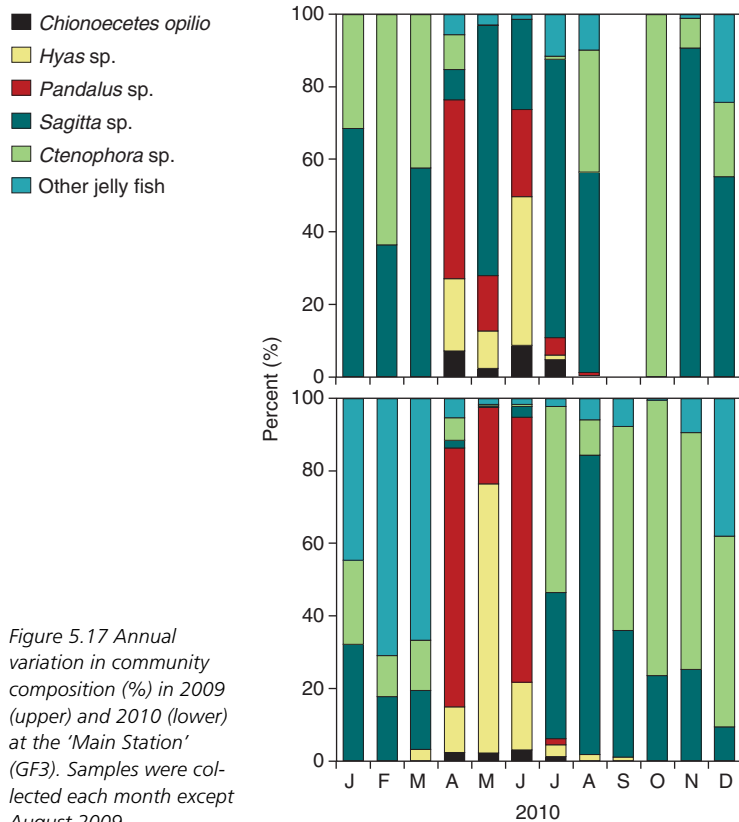 Chionoecetes opilio
Hyas sp.
Pandalus sp.
Sagitta sp.
Ctenophora sp.
Other jelly fish
100
80
60
40
20
0
Percent (%)
100
80
60
40
20
0
J F M A M J J A S O N D
2010
Figure 5.17 Annual
variation in community
composition (%) in 2009
(upper) and 2010 (lower)
at the ‘Main Station’
(GF3). Samples were col-
lected each month except
August 2009.